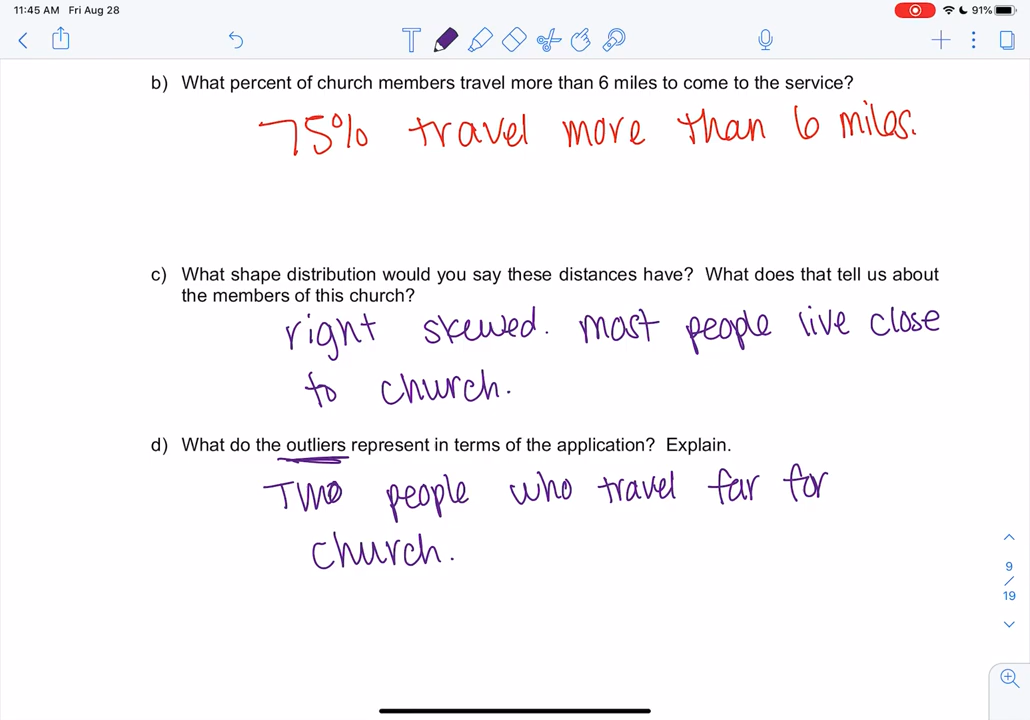 11:45 AM Fri Aug 28 91%
T
b) What percent of church members travel more than 6 miles to come to the service?
75% travel more than 6 miles.
c) What shape distribution would you say these distances have? What does that tell us about
the members of this church?
right skewed. most people live close
to church.
d) What do the outliers represent in terms of the application? Explain.
Two people who travel far for
church.
9
/
19